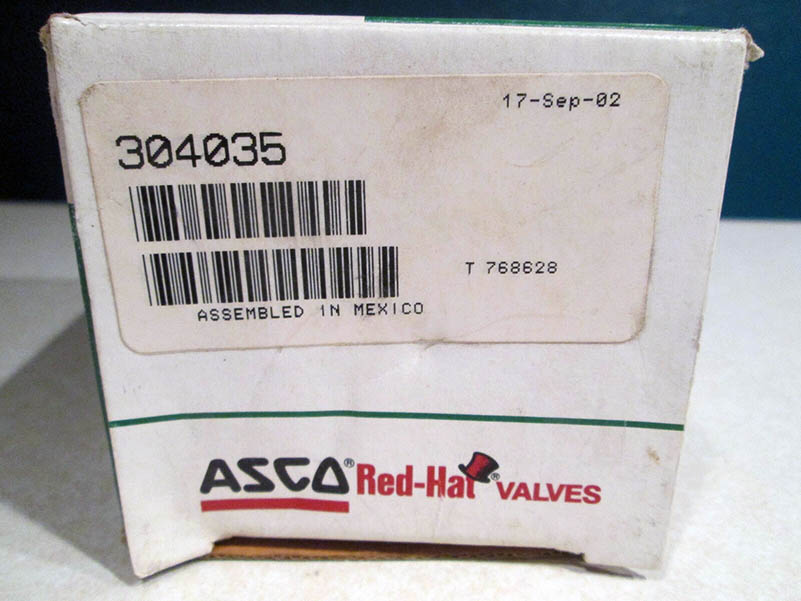 17-Sep-02
304035
T 768628
ASSEMBLED IN MEXICO
ASCO® Red-Hat® VALVES